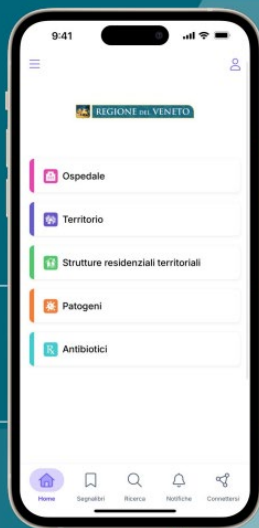 9:41
REGIONE DEL VENETO
Ospedale
Territorio
Strutture residenziali territoriali
Patogeni
Antibiotici
Home Segnalibri Ricerca Notifiche Connettersi